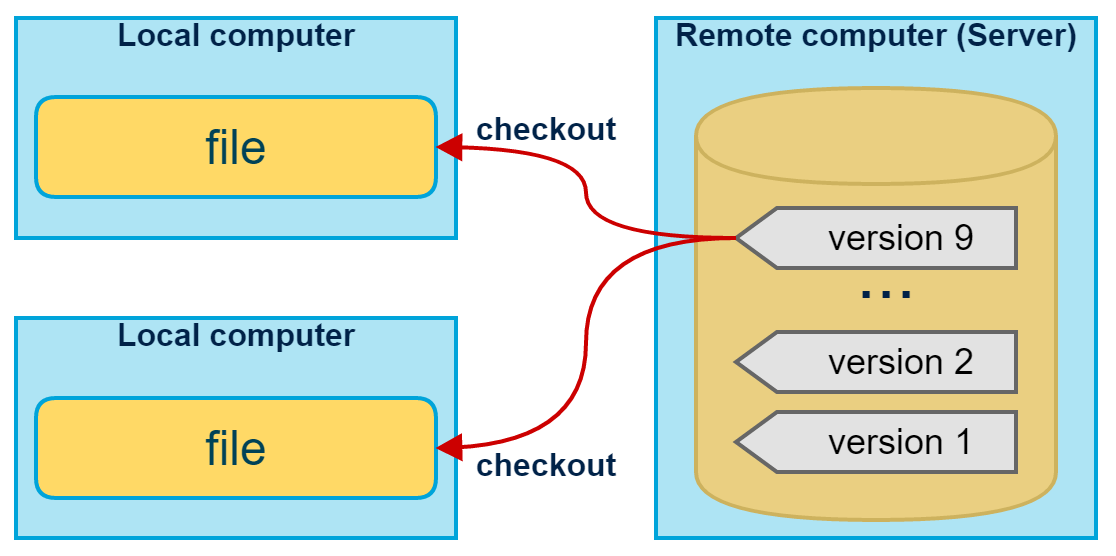 Local computer
file
checkout
Local computer
file
checkout
Remote computer (Server)
version 9
...
version 2
version 1